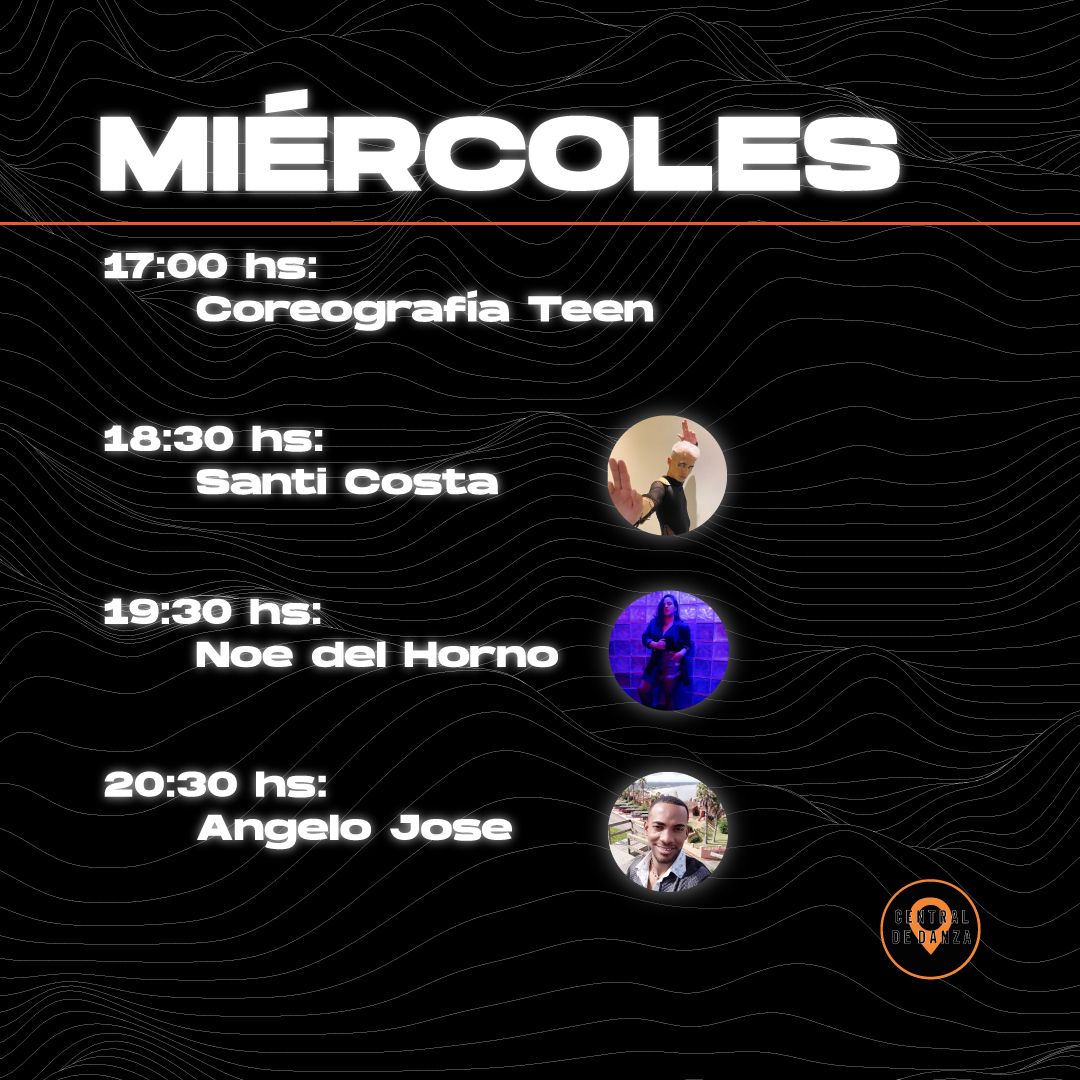 MIÉRCOLES
17:00 hs:
Coreografía Teen
18:30 hs:
Santi Costa
19:30 hs:
Noe del Horno
20:30 hs:
Angelo Jose
CENTRAL
DE DANZA